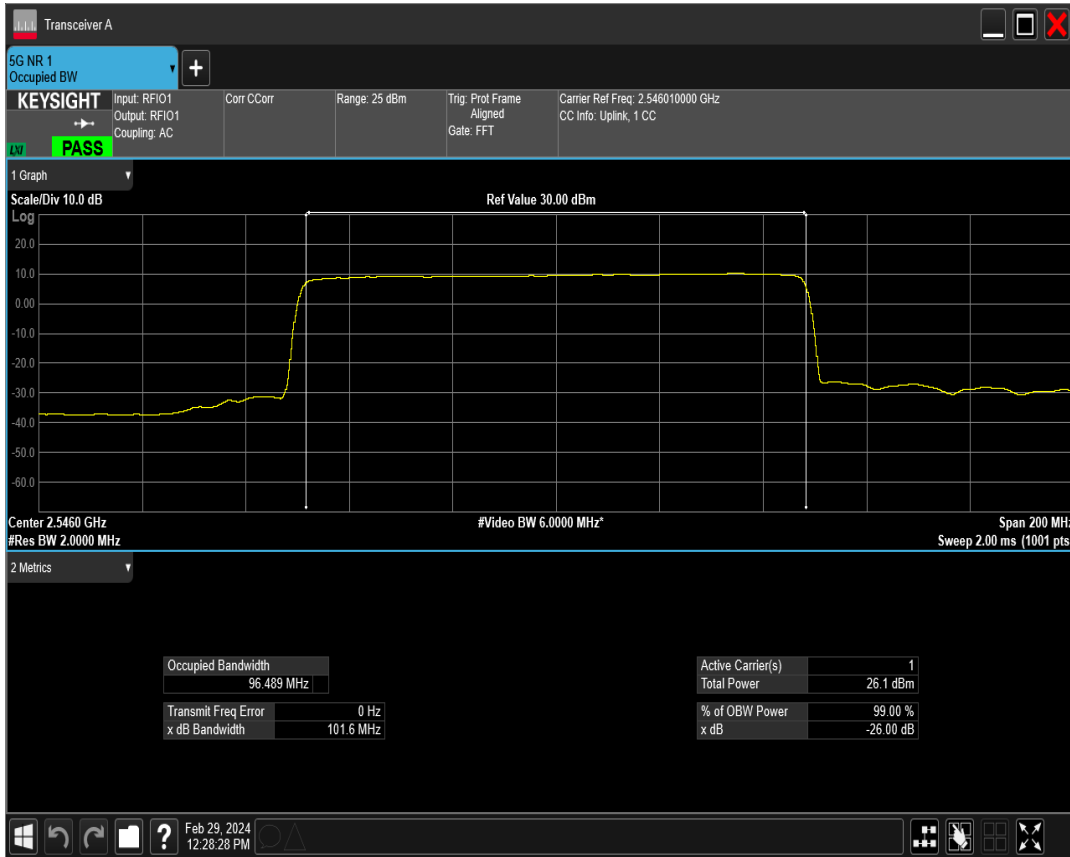 Transceiver A
5G NR 1
Occupied BW
KEYSIGHT
Input: RFIO1
Output: RFIO1
Coupling: AC
Corr CCorr
Range: 25 dBm
Trig: Prot Frame
Aligned
Gate: FFT
Carrier Ref Freq: 2.546010000 GHz
CC Info: Uplink, 1 CC
LXI
PASS
1 Graph
Scale/Div 10.0 dB
Ref Value 30.00 dBm
Log
20.0
10.0
0.00
-10.0
-20.0
-30.0
-40.0
-50.0
-60.0
Center 2.5460 GHz
#Video BW 6.0000 MHz*
Span 200 MHz
#Res BW 2.0000 MHz
Sweep 2.00 ms (1001 pts
2 Metrics
Occupied Bandwidth
96.489 MHz
Transmit Freq Error 0 Hz
x dB Bandwidth 101.6 MHz
Active Carrier(s) 1
Total Power 26.1 dBm
% of OBW Power 99.00 %
x dB -26.00 dB
?
Feb 29, 2024
12:28:28 PM